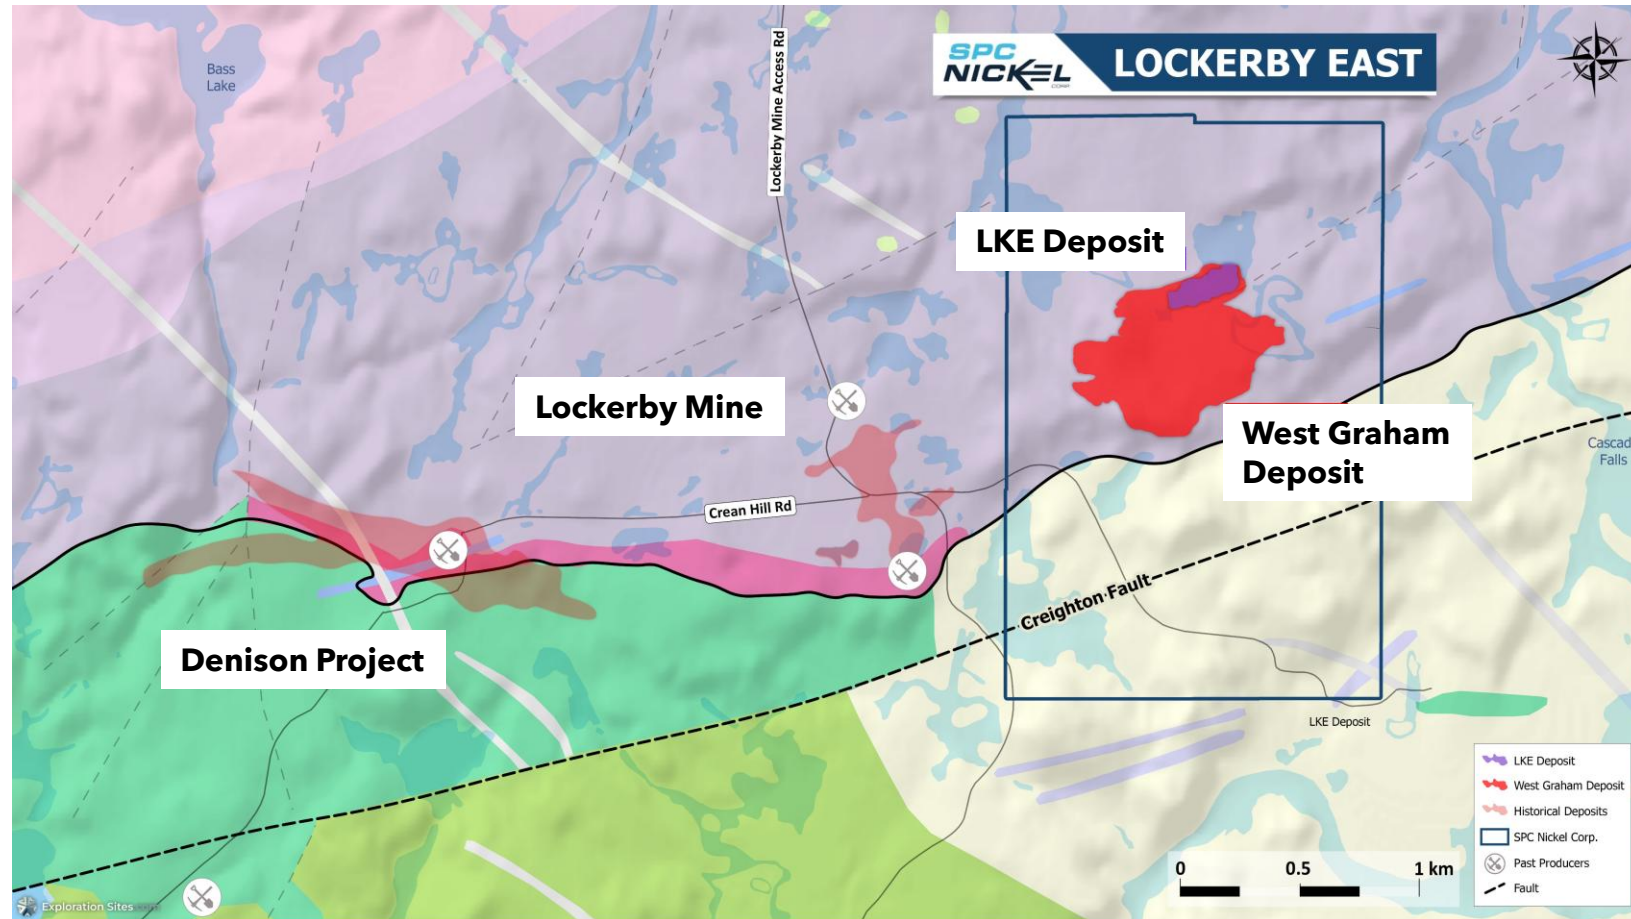 SPC
NICKEL
CORP
LOCKERBY EAST
Bass
Lake
Lockerby Mine Access Rd
LKE Deposit
Lockerby Mine
West Graham
Deposit
Cascad
Falls
Crean Hill Rd
Creighton Fault
Denison Project
LKE Deposit
LKE Deposit
West Graham Deposit
Historical Deposits
SPC Nickel Corp.
Past Producers
Fault
0 0.5 1 km
Exploration Sites